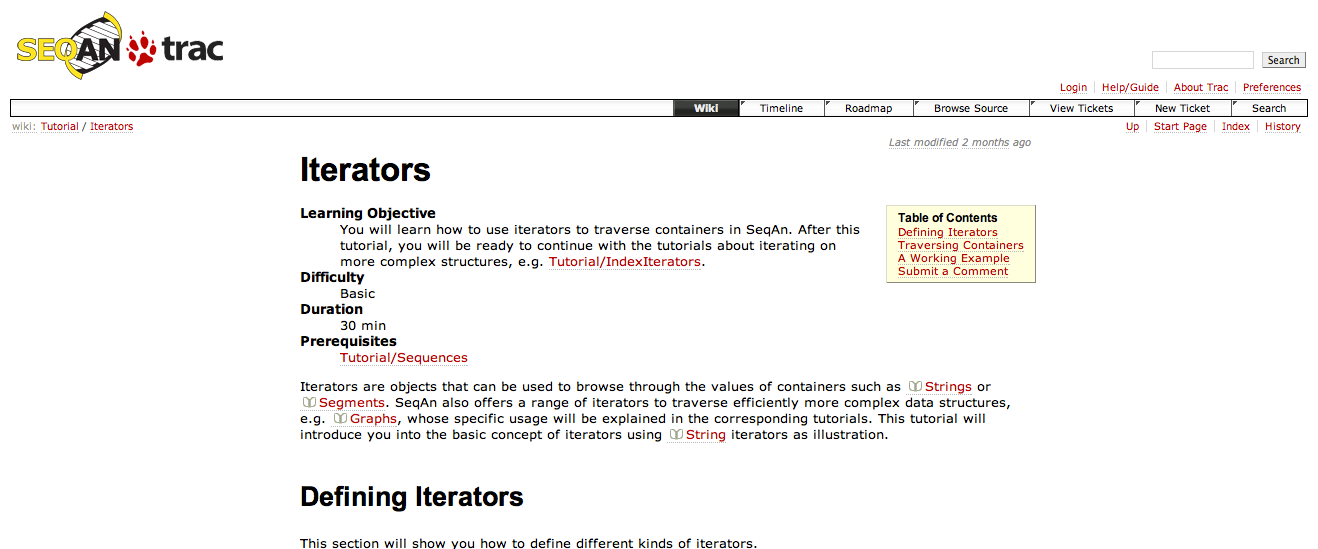 SEQAN trac
Search
Login Help/Guide About Trac Preferences
Wiki Timeline Roadmap Browse Source View Tickets New Ticket Search
wiki: Tutorial / Iterators
Up Start Page Index History
Last modified 2 months ago
Iterators
Learning Objective
You will learn how to use iterators to traverse containers in SeqAn. After this
tutorial, you will be ready to continue with the tutorials about iterating on
more complex structures, e.g. Tutorial/IndexIterators.
Difficulty
Basic
Duration
30 min
Prerequisites
Tutorial/Sequences
Table of Contents
Defining Iterators
Traversing Containers
A Working Example
Submit a Comment
Iterators are objects that can be used to browse through the values of containers such as Strings or
Segments. SeqAn also offers a range of iterators to traverse efficiently more complex data structures,
e.g. Graphs, whose specific usage will be explained in the corresponding tutorials. This tutorial will
introduce you into the basic concept of iterators using String iterators as illustration.
Defining Iterators
This section will show you how to define different kinds of iterators.